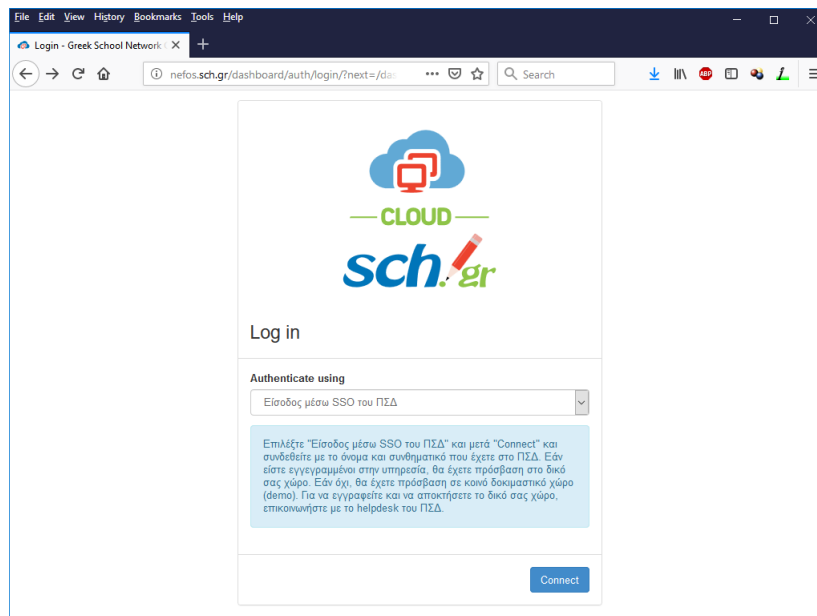 File Edit View History Bookmarks Tools Help
Login - Greek School Network
nefos.sch.gr/dashboard/auth/login/?next=/das
Search
ABP
CLOUD
sch.gr
Log in
Authenticate using
Είσοδος μέσω SSO του ΠΣΔ
Επιλέξτε "Είσοδος μέσω SSO του ΠΣΔ" και μετά "Connect" και
συνδεθείτε με το όνομα και συνθηματικό που έχετε στο ΠΣΔ. Εάν
είστε εγγεγραμμένοι στην υπηρεσία, θα έχετε πρόσβαση στο δικό
σας χώρο. Εάν όχι, θα έχετε πρόσβαση σε κοινό δοκιμαστικό χώρο
(demo). Για να εγγραφείτε και να αποκτήσετε το δικό σας χώρο,
επικοινωνήστε με το helpdesk του ΠΣΔ.
Connect